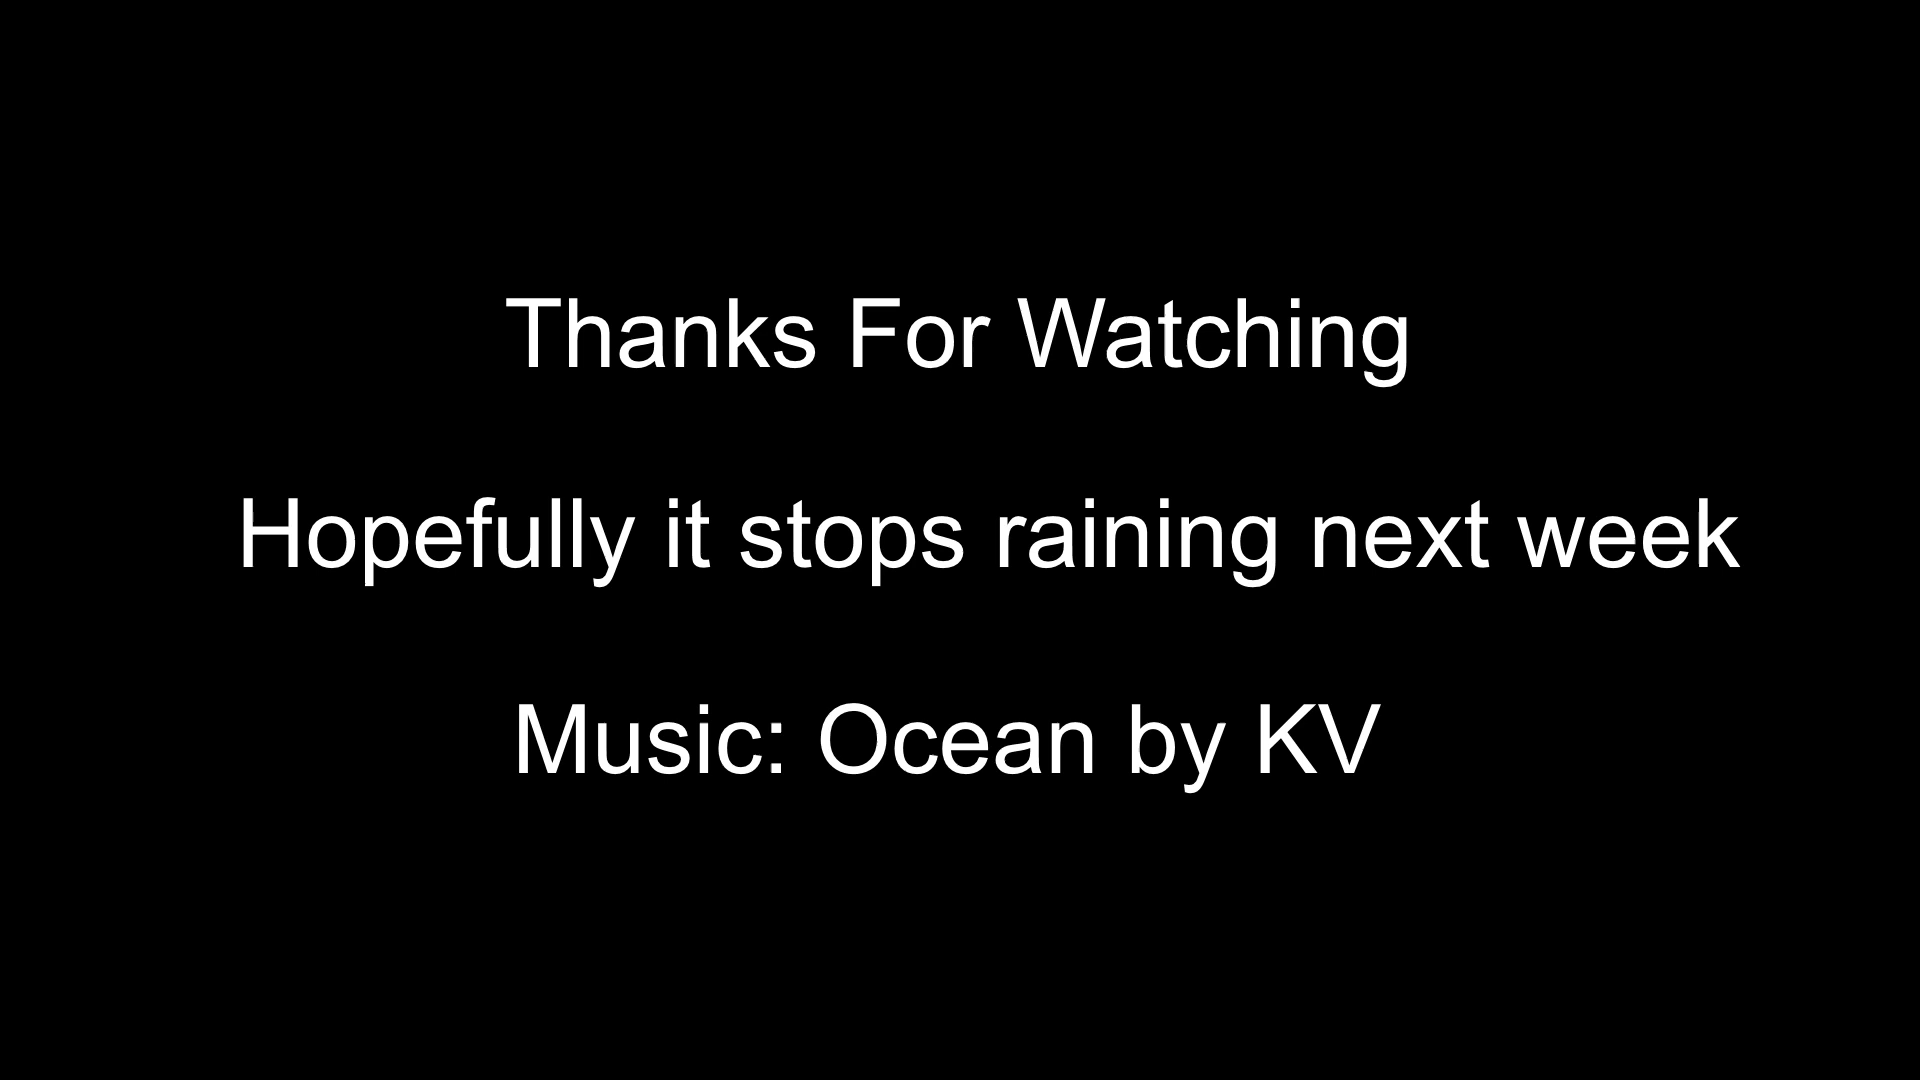 Thanks For Watching
Hopefully it stops raining next week
Music: Ocean by KV